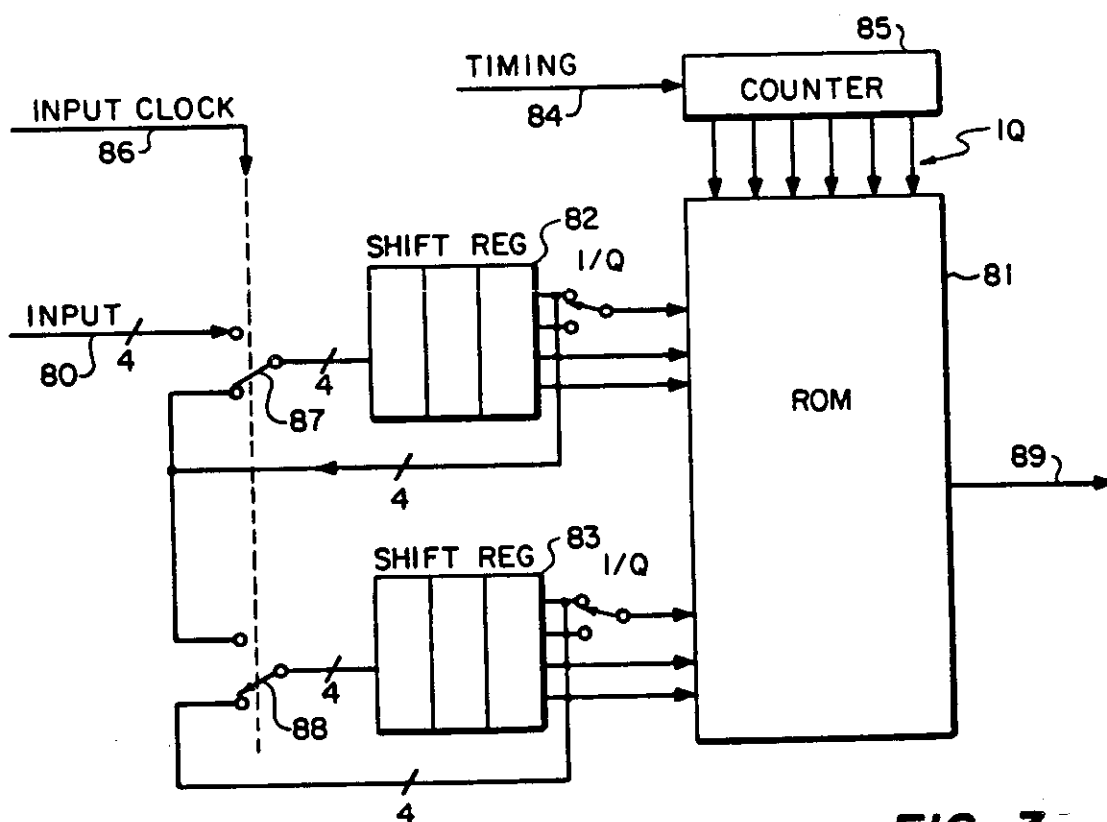 85
TIMING
COUNTER
84
INPUT CLOCK
86
IQ
82
SHIFT REG
I/Q
81
INPUT
4
80
4
87
ROM
89
4
83
SHIFT REG
I/Q
4
88
4